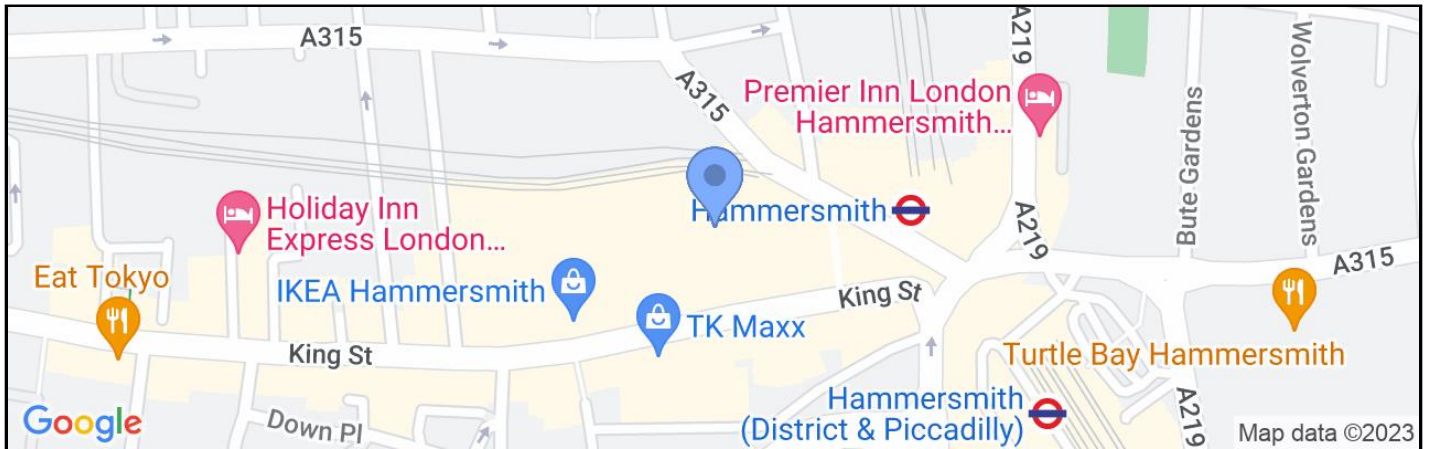 A315
A219
Wolverton Gardens
A315
Premier Inn London
Hammersmith...
Bute Gardens
Holiday Inn
Express London...
Hammersmith
A219
A315
Eat Tokyo
IKEA Hammersmith
King St
TK Maxx
King St
Turtle Bay Hammersmith
Hammersmith
(District & Piccadilly)
A219
Down Pl
Google
Map data ©2023